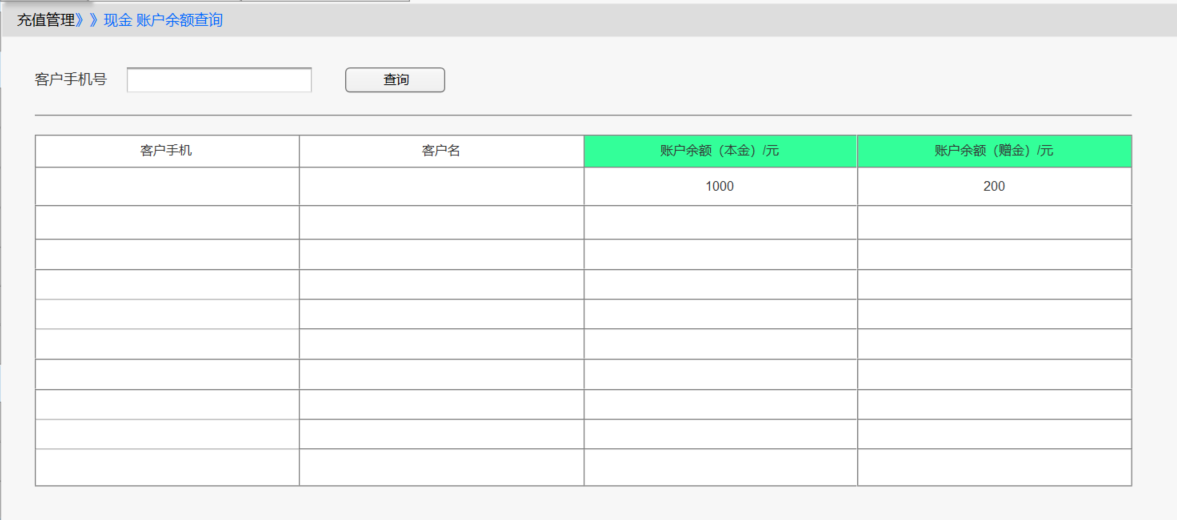 充值管理》》现金 账户余额查询
客户手机号 查询
客户手机 客户名 账户余额（本金）/元 账户余额（赠金）/元
1000 200